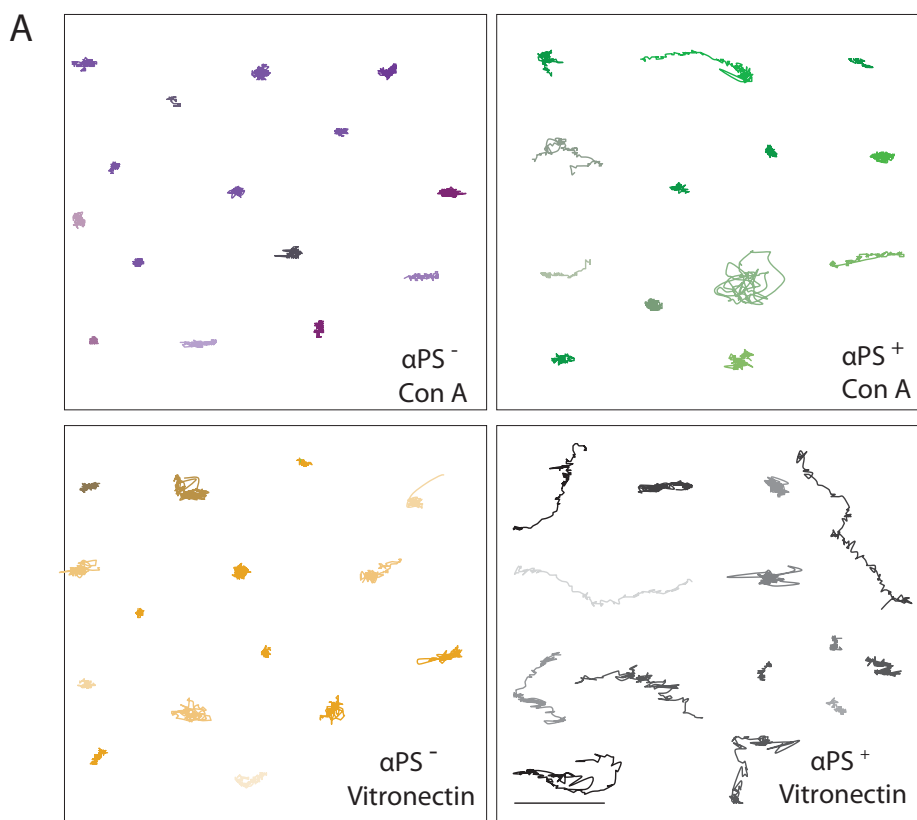 A
αPS ⁻
Con A
αPS ⁺
Con A
αPS ⁻
Vitronectin
αPS ⁺
Vitronectin